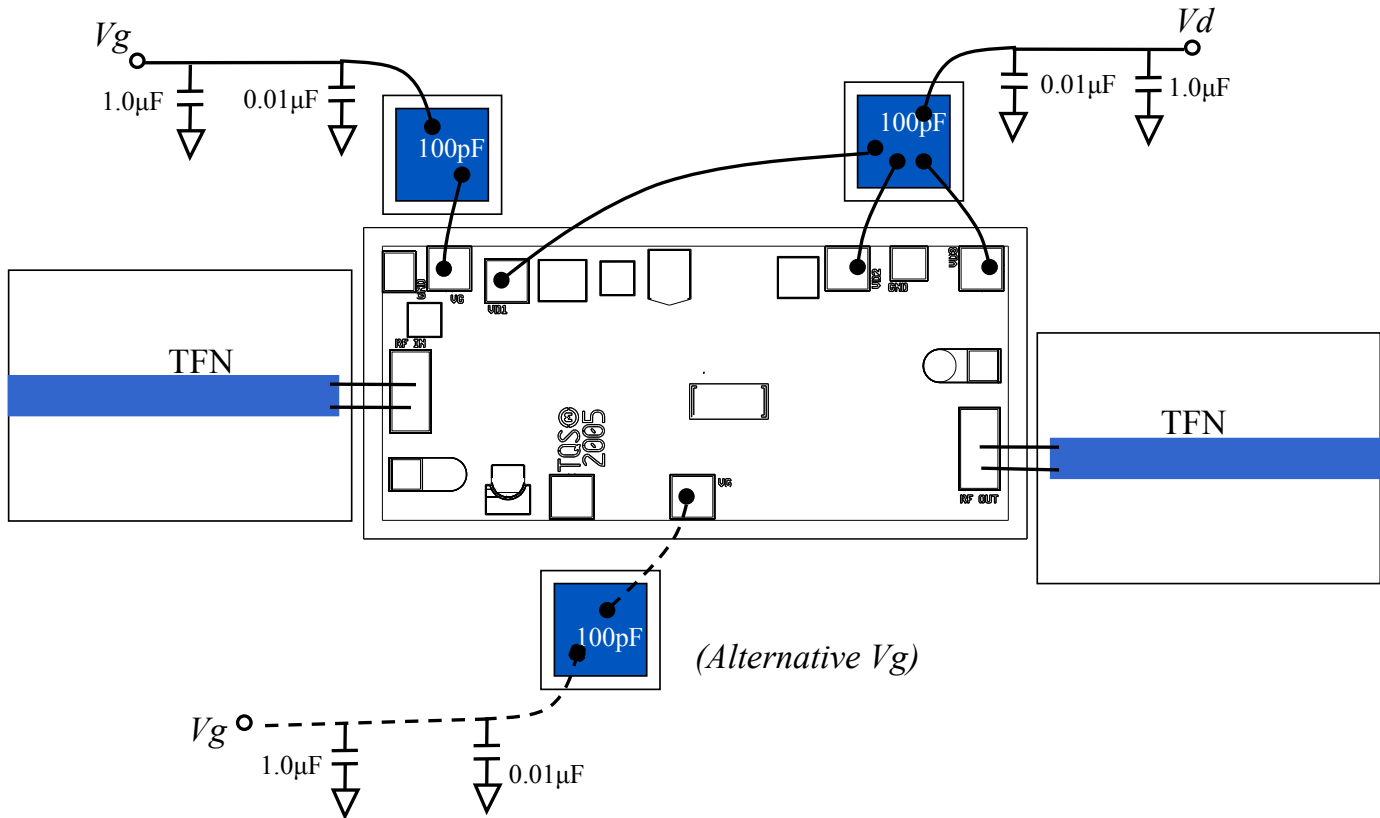 Vg
Vd
1.0µF
0.01µF
0.01µF
1.0µF
100pF
100pF
GND
VG
VD1
VD2
GND
VD3
RF IN
TFN
TFN
TQS®
2005
VG
RF OUT
100pF
(Alternative Vg)
Vg
1.0µF
0.01µF